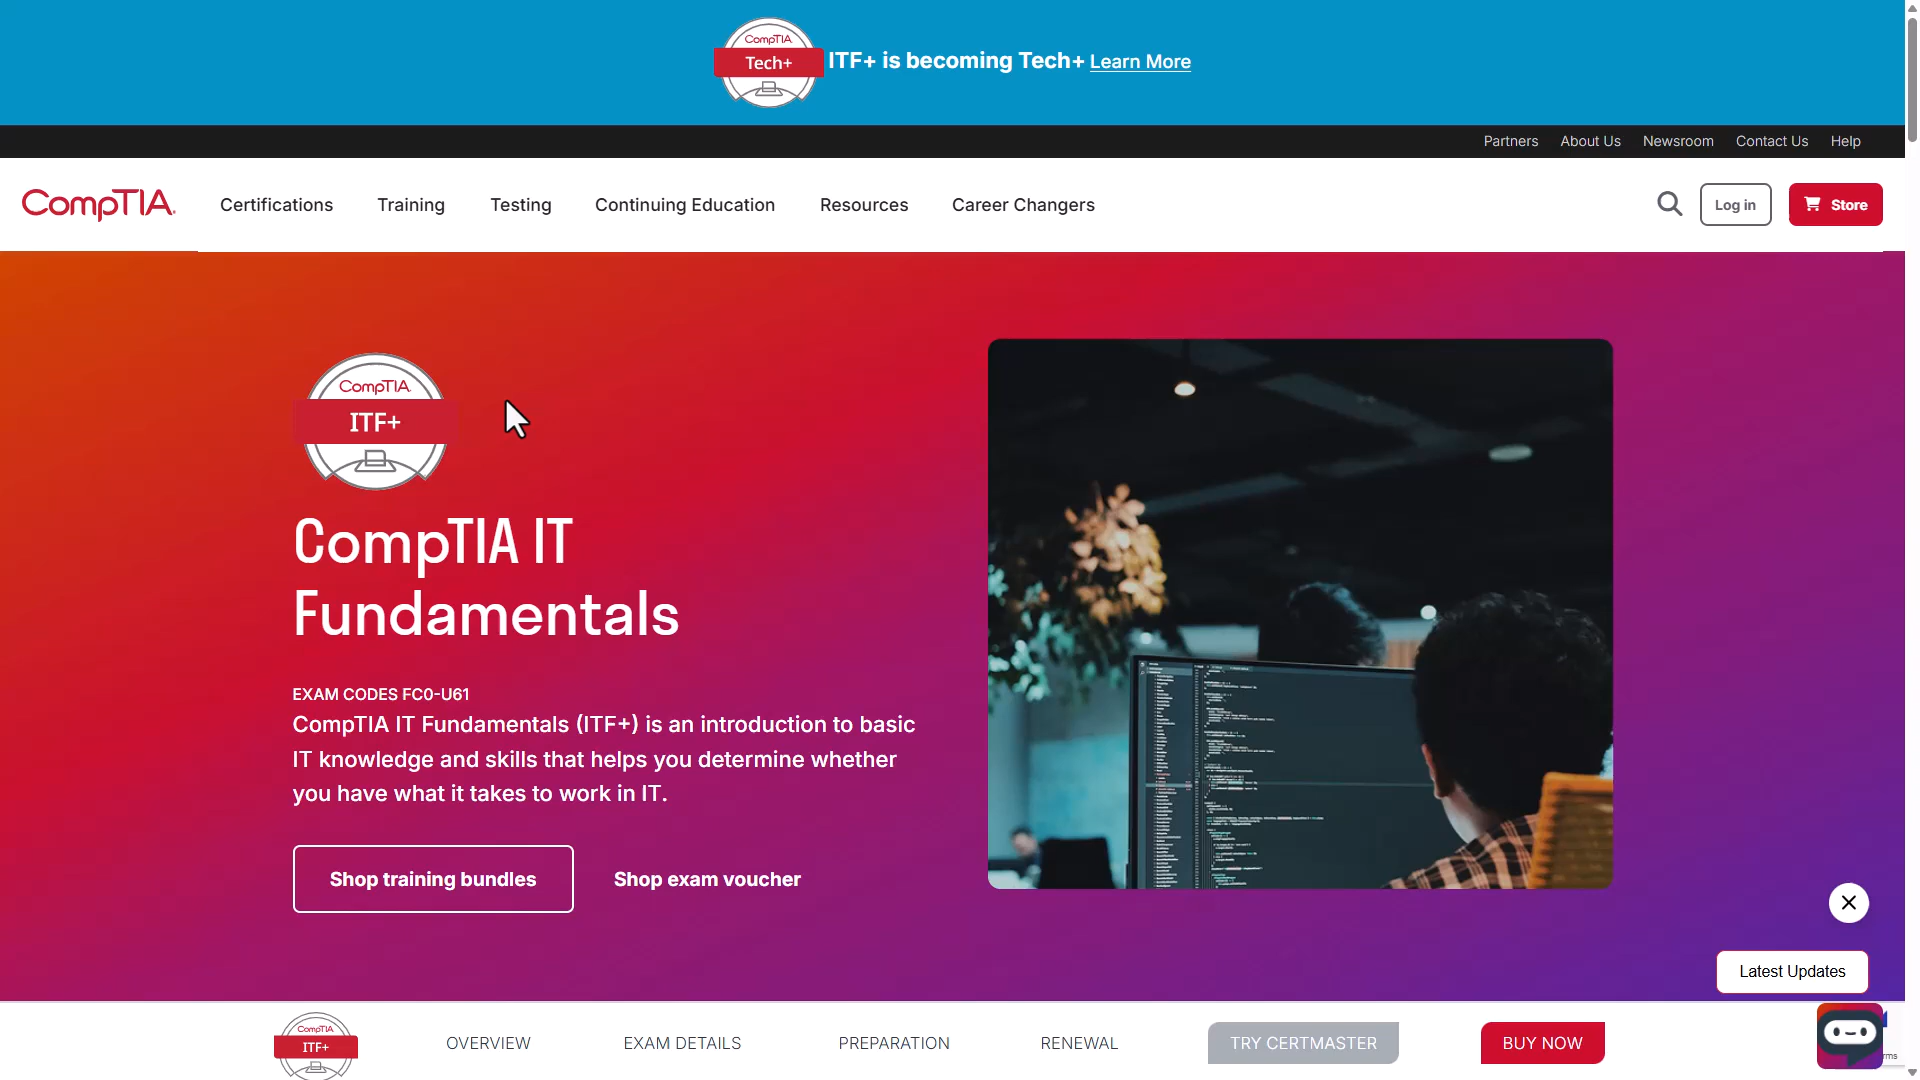 CompTIA.
Tech+
ITF+ is becoming Tech+ Learn More
Partners About Us Newsroom Contact Us Help
CompTIA.
Certifications Training Testing Continuing Education Resources Career Changers
Log in
Store
CompTIA.
ITF+
CompTIA IT
Fundamentals
EXAM CODES FC0-U61
CompTIA IT Fundamentals (ITF+) is an introduction to basic
IT knowledge and skills that helps you determine whether
you have what it takes to work in IT.
Shop training bundles Shop exam voucher
Latest Updates
CompTIA.
ITF+
OVERVIEW EXAM DETAILS PREPARATION RENEWAL TRY CERTMASTER BUY NOW